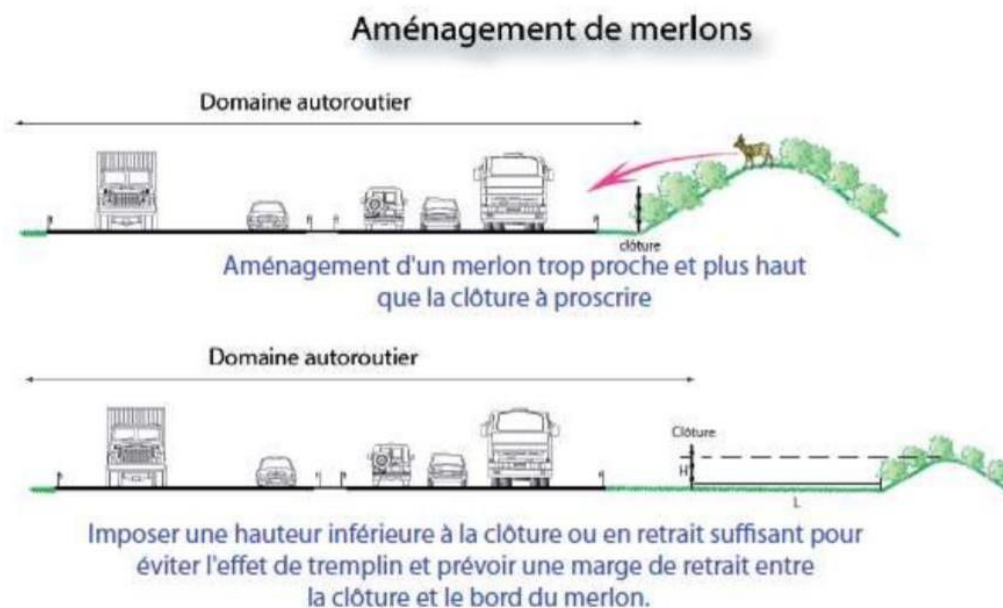 Aménagement de merlons
Domaine autoroutier
clôture
Aménagement d'un merlon trop proche et plus haut
que la clôture à proscrire
Domaine autoroutier
Clôture
H
L
Imposer une hauteur inférieure à la clôture ou en retrait suffisant pour
éviter l'effet de tremplin et prévoir une marge de retrait entre
la clôture et le bord du merlon.